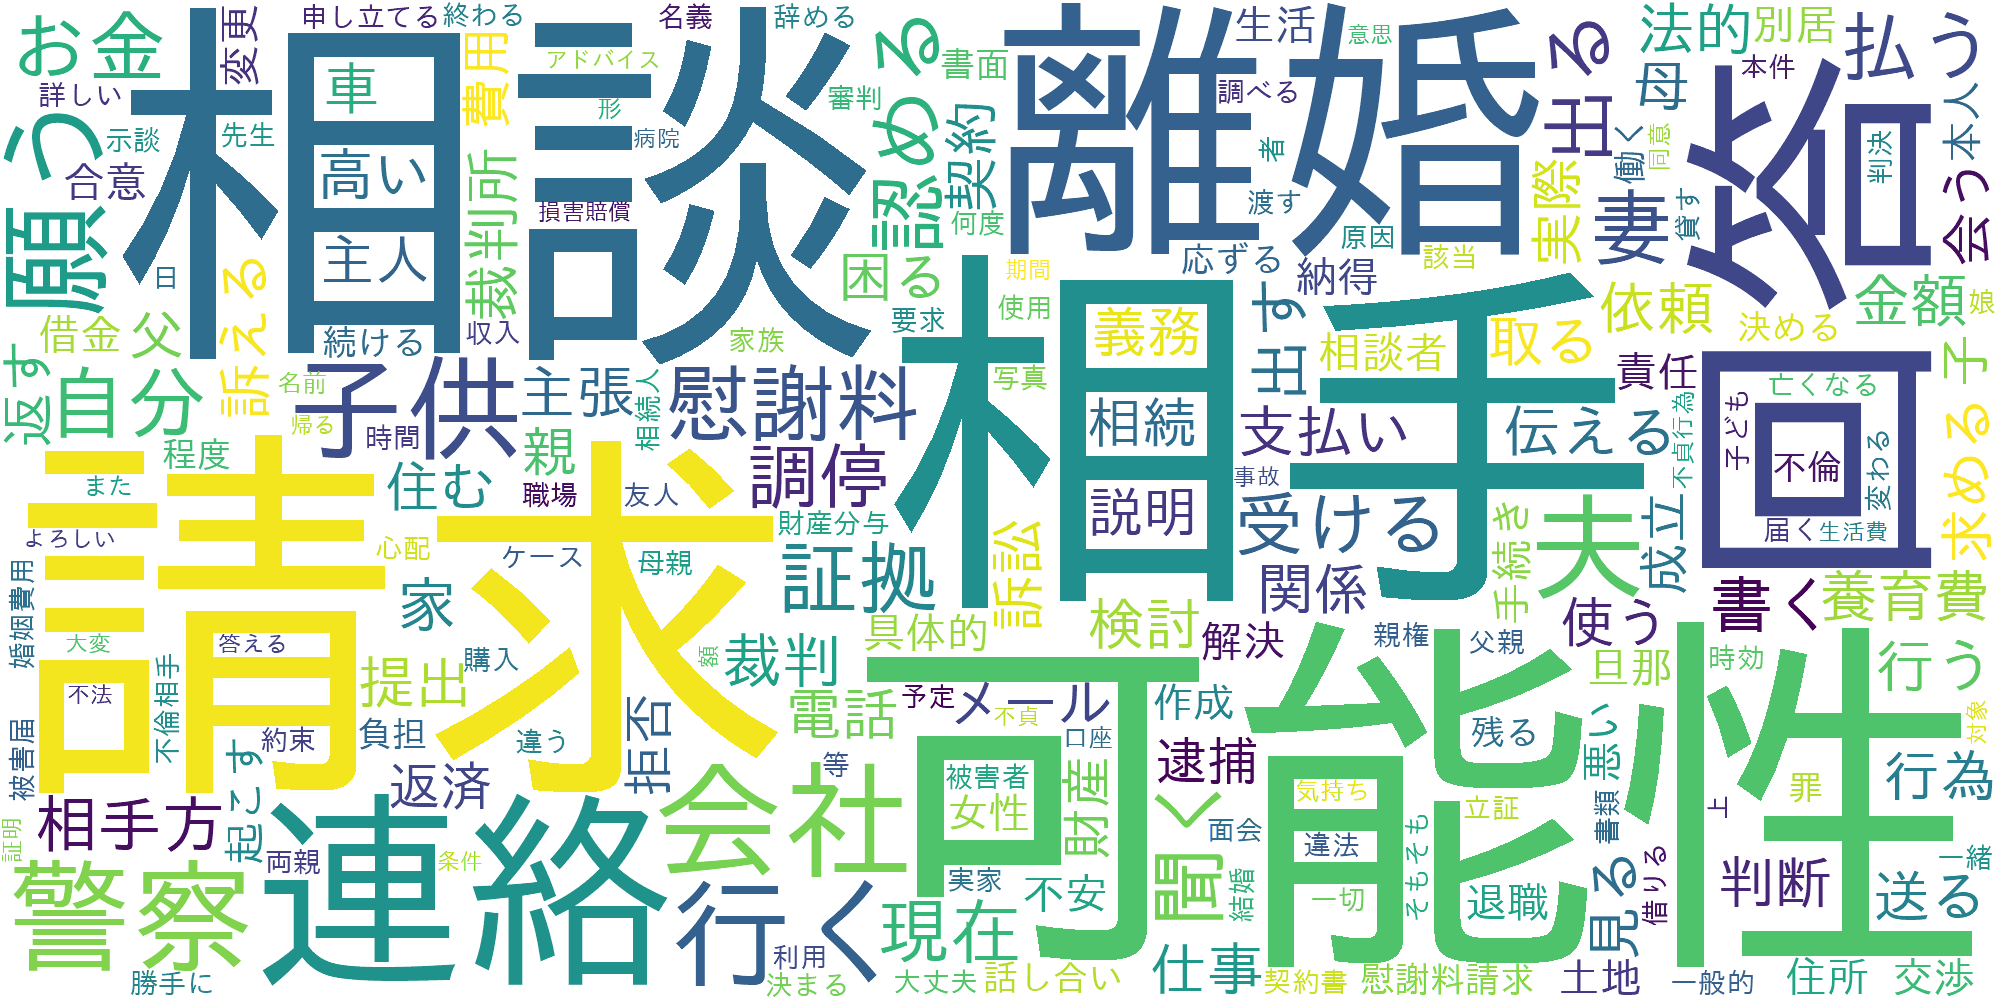 申し立てる
終わる
名義
辞める
お金
変更
車
費用
アドバイス
詳しい
形
審判
相談
示談
先生
高い
病院
願う
合意
主人
裁判所
損害賠償
認める
書面
生活
意思
離婚
調べる
契約
者
渡す
何度
原因
応ずる
該当
出る
法的
別居
払う
母
本件
本人
働く
同意
判決
給
実際
妻
貸す
会う
日
訴える
借金
父
続ける
収入
家族
困る
要求
期間
使用
納得
出す
依頼
金額
娘
返す
自分
名前
帰る
子供
時間
主張
相続人
慰謝料
写真
義務
相手
相談者
取る
決める
責任
子
亡くなる
相続
支払い
伝える
不貞行為
子ども
回
不倫
変わる
求める
程度
住む
親
調停
また
職場
友人
財産分与
説明
事故
受ける
手続き
夫
成立
届く
生活費
よろしい
請求
心配
ケース
母親
証拠
訴訟
関係
使う
書く
養育費
婚姻費用
家
具体的
検討
大変
答える
購入
額
裁判
解決
親権
父親
旦那
時効
行う
不法
提出
不倫相手
被害届
約束
負担
違う
拒否
電話
予定
不貞
メール
口座
作成
可能性
残る
悪い
対象
起こす
返済
等
会社
被害者
女性
財産
逮捕
気持ち
立証
違法
書類
上
罪
行為
相手方
証明
両親
条件
連絡
警察
行く
実家
現在
不安
聞く
面会
結婚
一切
そもそも
退職
見る
借りる
判断
一緒
送る
勝手に
利用
決まる
大丈夫
話し合い
仕事
契約書
慰謝料請求
土地
一般的
住所
交渉